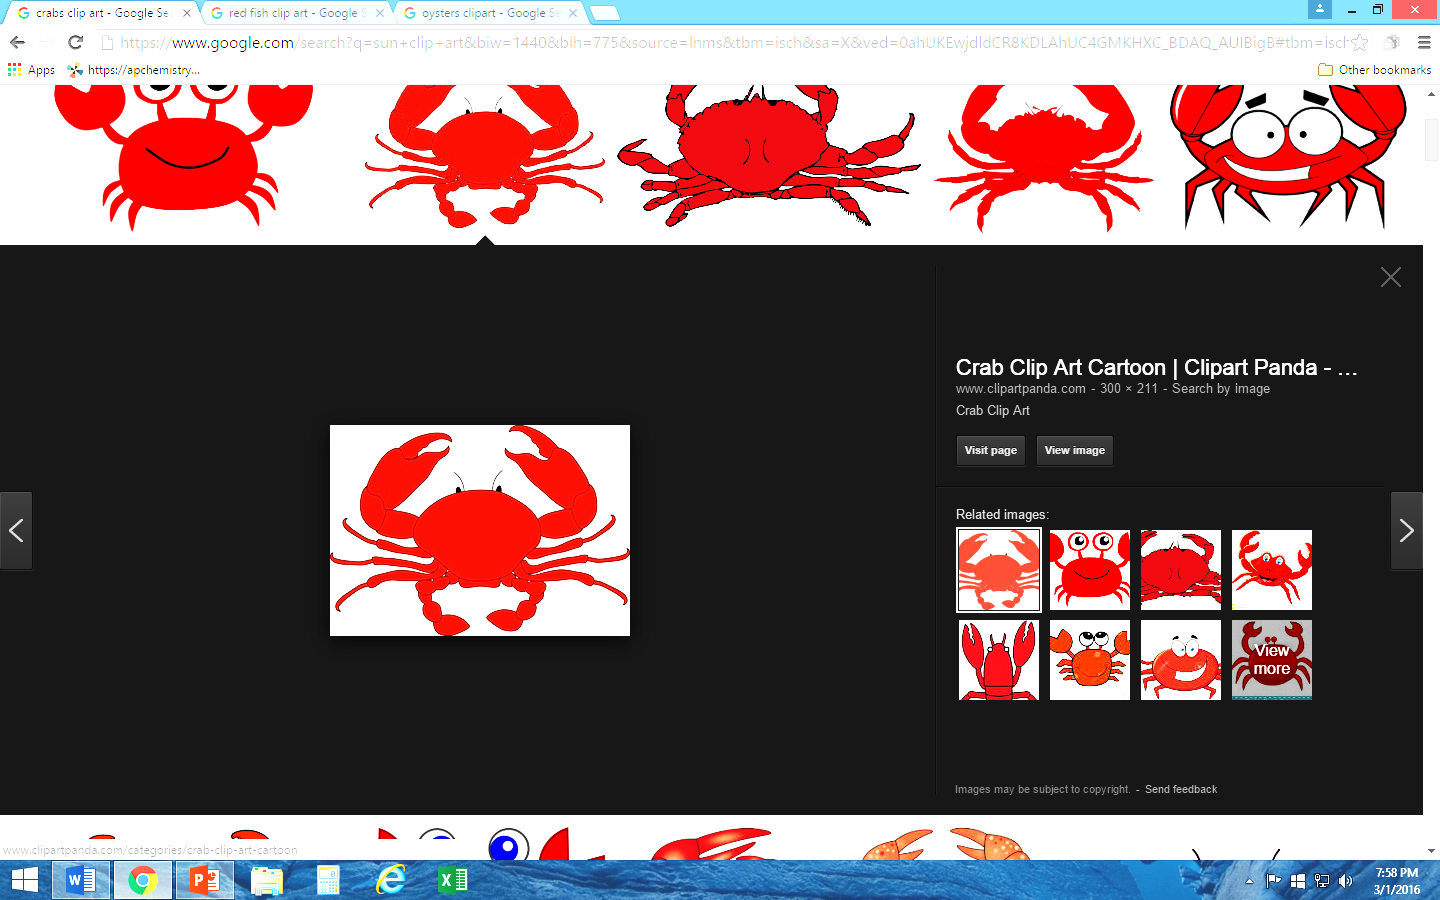 crabs clip art - Google Se
red fish clip art - Google S
oysters clipart - Google Se
https://www.google.com/search?q=sun+clip+art&biw=1440&bih=775&source=lnms&tbm=isch&sa=X&ved=0ahUKEwjdldCR8KDLAhUC4GMKHXC_BDAQ_AUIBigB#tbm=isch
Apps
https://apchemistry...
Other bookmarks
Crab Clip Art Cartoon | Clipart Panda - ...
www.clipartpanda.com - 300 × 211 - Search by image
Crab Clip Art
Visit page
View image
Related images:
View
more
Images may be subject to copyright. - Send feedback
www.clipartpanda.com/categories/crab-clip-art-cartoon
7:58 PM
3/1/2016